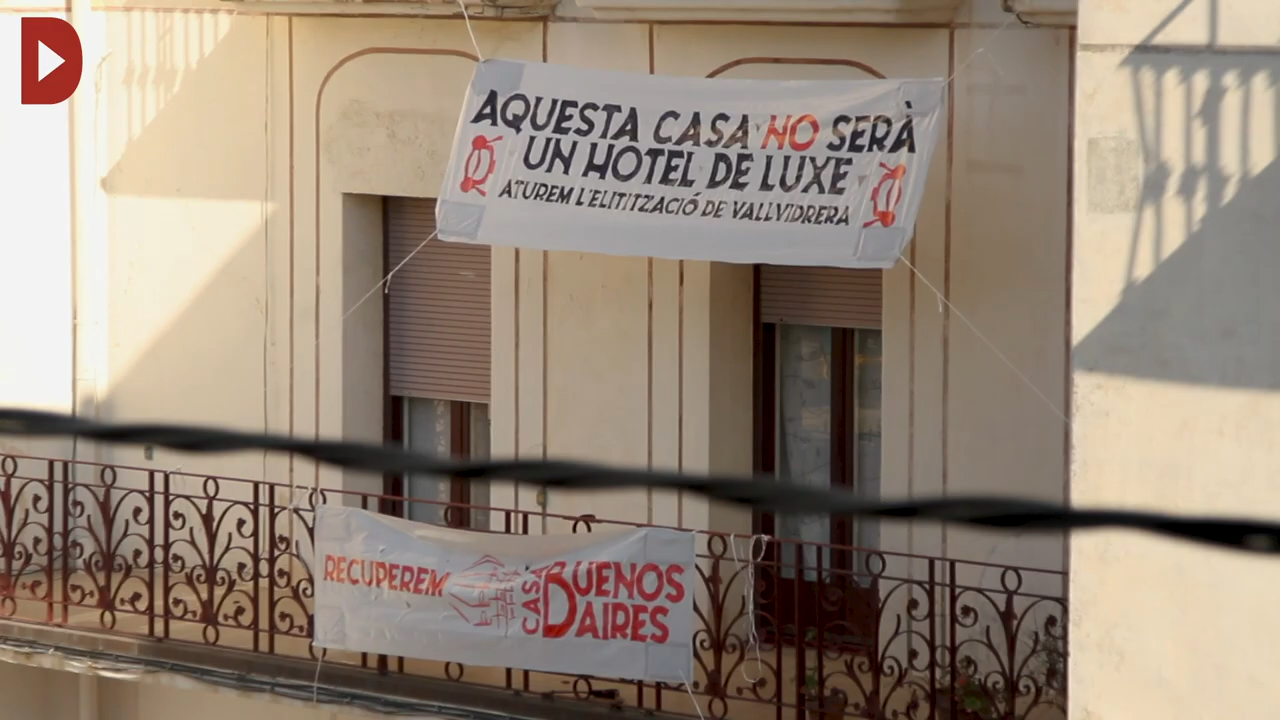 AQUESTA CASA NO SERÀ
UN HOTEL DE LUXE
ATUREM L'ELITITZACIÓ DE VALLVIDRERA
RECUPEREM
CASA
BUENOS
AIRES